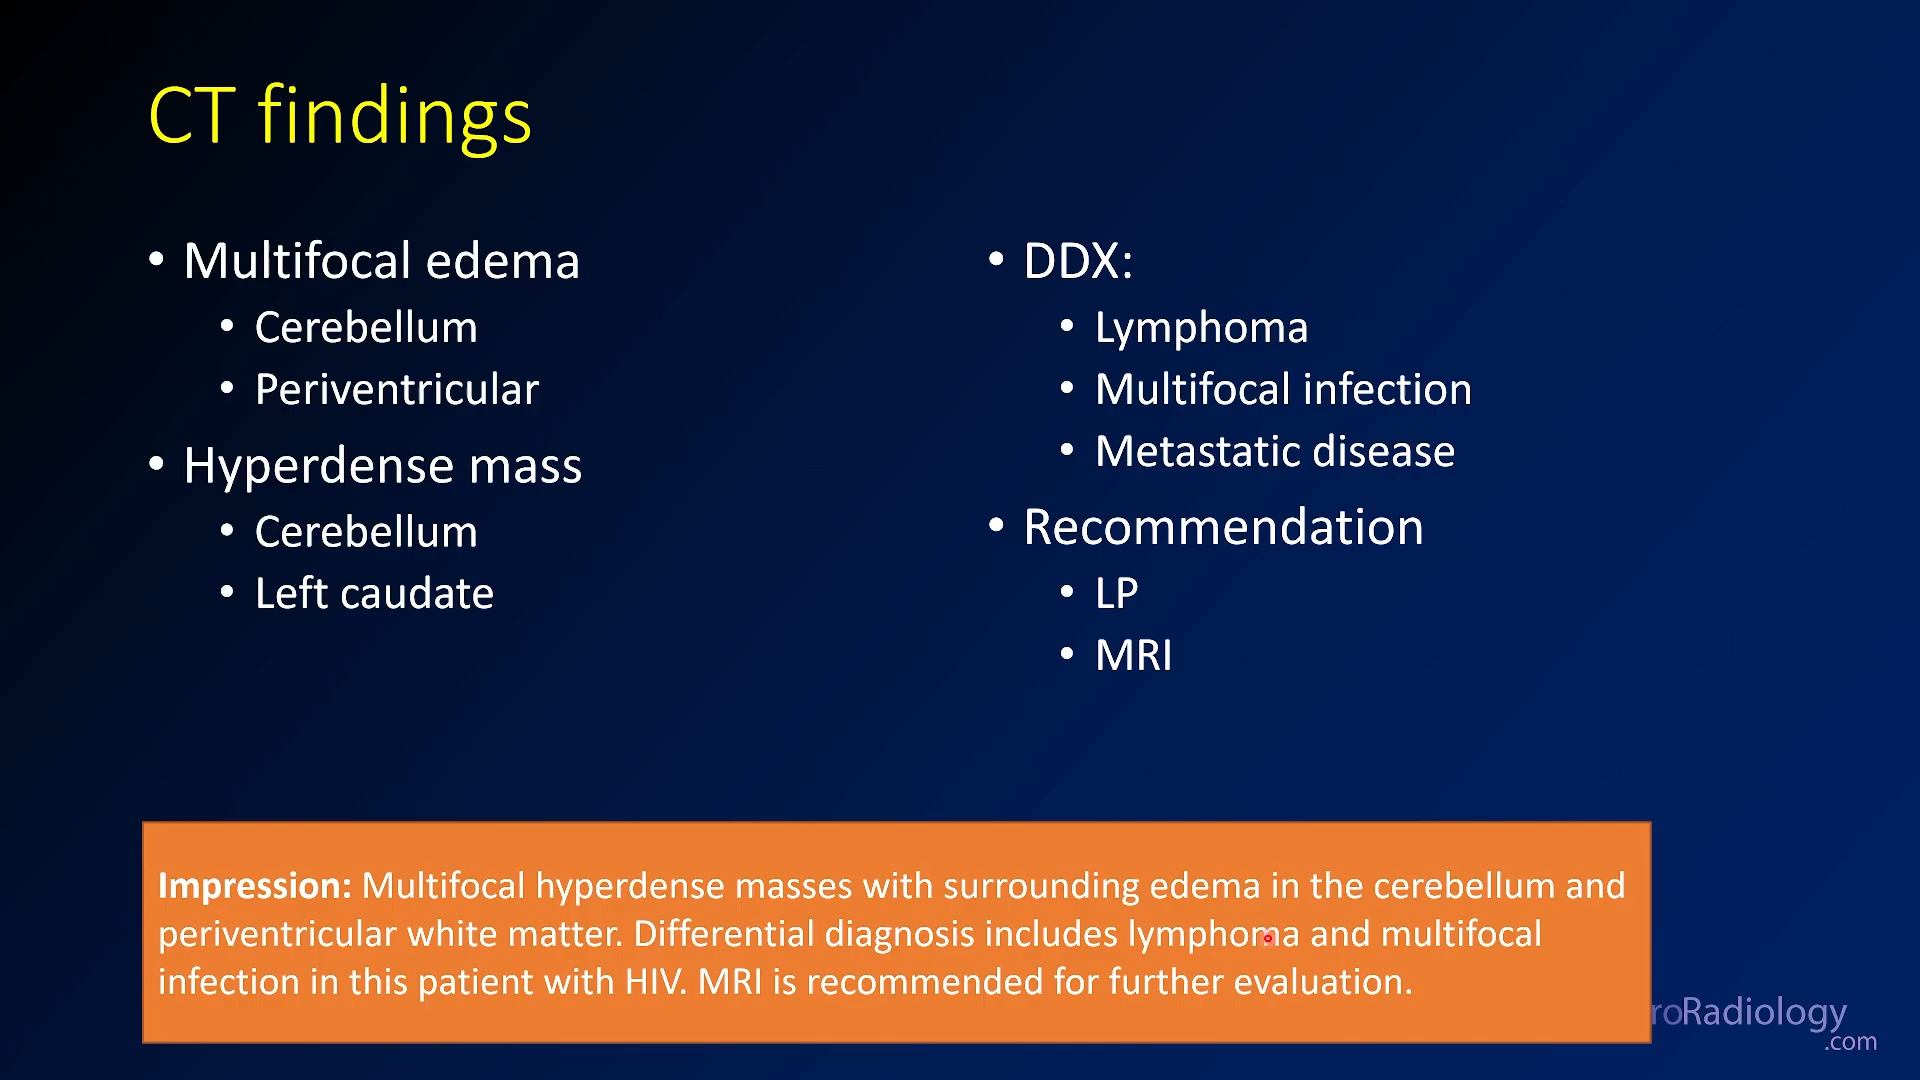 CT findings
• Multifocal edema
• Cerebellum
• Periventricular
• Hyperdense mass
• Cerebellum
• Left caudate
• DDX:
• Lymphoma
• Multifocal infection
• Metastatic disease
• Recommendation
• LP
• MRI
Impression: Multifocal hyperdense masses with surrounding edema in the cerebellum and
periventricular white matter. Differential diagnosis includes lymphoma and multifocal
infection in this patient with HIV. MRI is recommended for further evaluation.
roRadiology
.com